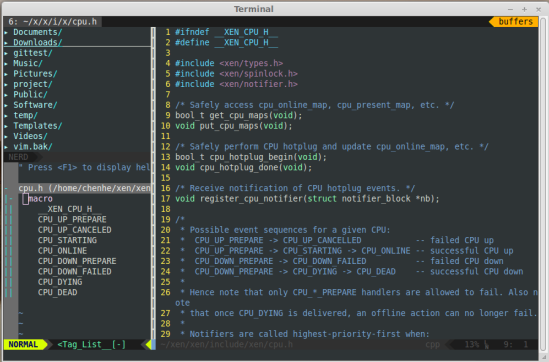 Terminal
6: ~/x/x/i/x/cpu.h
buffers
▸ Documents/
▸ Downloads/
▸ gittest/
▸ Music/
▸ Pictures/
▸ project/
▸ Public/
▸ Software/
▸ temp/
▸ Templates/
▸ Videos/
▸ vim.bak/
NERD
" Press <F1> to display hel
cpu.h (/home/chenhe/xen/xen
macro
__XEN_CPU_H__
CPU_UP_PREPARE
CPU_UP_CANCELED
CPU_STARTING
CPU_ONLINE
CPU_DOWN_PREPARE
CPU_DOWN_FAILED
CPU_DYING
CPU_DEAD
~
~
~
NORMAL <Tag_List__[-]
1 #ifndef __XEN_CPU_H__
2 #define __XEN_CPU_H__
3
4 #include <xen/types.h>
5 #include <xen/spinlock.h>
6 #include <xen/notifier.h>
7
8 /* Safely access cpu_online_map, cpu_present_map, etc. */
9 bool_t get_cpu_maps(void);
10 void put_cpu_maps(void);
11
12 /* Safely perform CPU hotplug and update cpu_online_map, etc. */
13 bool_t cpu_hotplug_begin(void);
14 void cpu_hotplug_done(void);
15
16 /* Receive notification of CPU hotplug events. */
17 void register_cpu_notifier(struct notifier_block *nb);
18
19 /*
20 * Possible event sequences for a given CPU:
21 * CPU_UP_PREPARE -> CPU_UP_CANCELLED -- failed CPU up
22 * CPU_UP_PREPARE -> CPU_STARTING -> CPU_ONLINE -- successful CPU up
23 * CPU_DOWN_PREPARE -> CPU_DOWN_FAILED -- failed CPU down
24 * CPU_DOWN_PREPARE -> CPU_DYING -> CPU_DEAD -- successful CPU down
25 *
26 * Hence note that only CPU_*_PREPARE handlers are allowed to fail. Also n
ote
27 * that once CPU_DYING is delivered, an offline action can no longer fail.
28 *
29 * Notifiers are called highest-priority-first when:
~/xen/xen/include/xen/cpu.h cpp 13% 9: 1